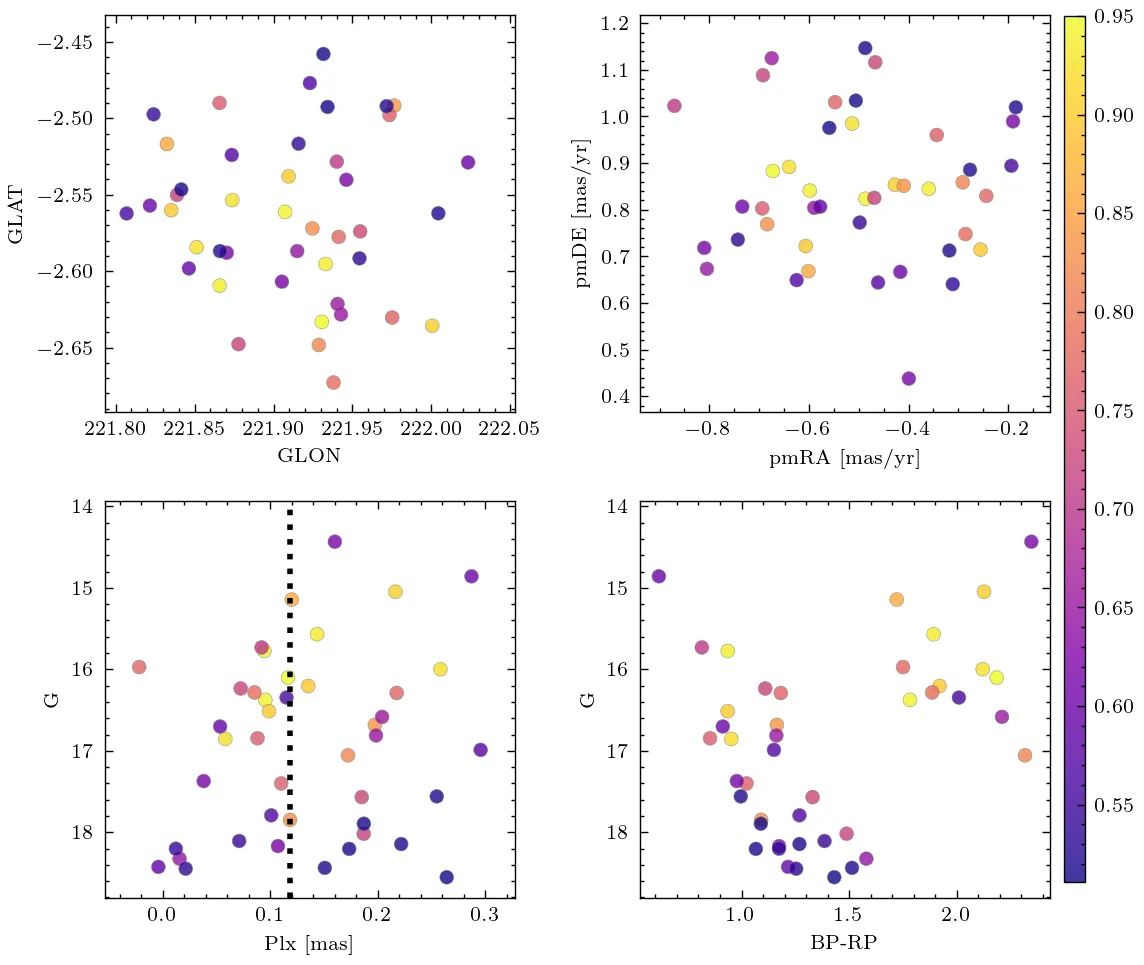 −2.45
−2.50
−2.55
−2.60
−2.65
GLAT
221.80 221.85 221.90 221.95 222.00 222.05
GLON
1.2
1.1
1.0
0.9
0.8
0.7
0.6
0.5
0.4
pmDE [mas/yr]
−0.8 −0.6 −0.4 −0.2
pmRA [mas/yr]
0.95
0.90
0.85
0.80
0.75
0.70
0.65
0.60
0.55
14
15
16
17
18
G
0.0 0.1 0.2 0.3
Plx [mas]
14
15
16
17
18
G
1.0 1.5 2.0
BP-RP